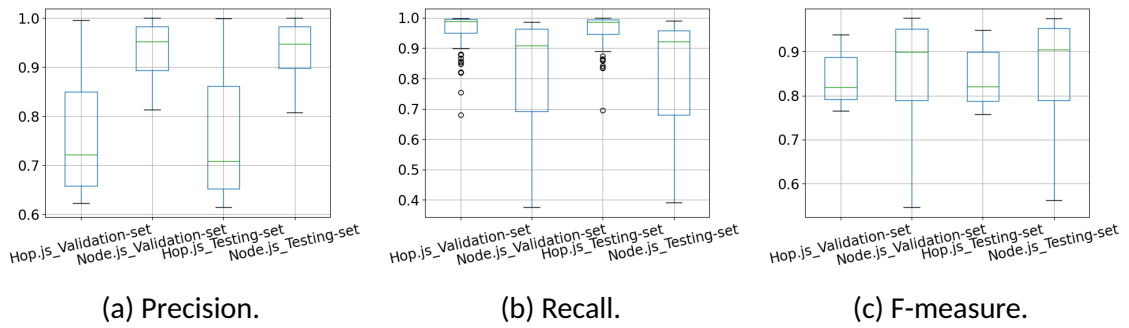 1.0
0.9
0.8
0.7
0.6
Hop.js_Validation-set
Node.js_Validation-set
Hop.js_Testing-set
Node.js_Testing-set
(a) Precision.
1.0
0.9
0.8
0.7
0.6
0.5
0.4
Hop.js_Validation-set
Node.js_Validation-set
Hop.js_Testing-set
Node.js_Testing-set
(b) Recall.
0.9
0.8
0.7
0.6
Hop.js_Validation-set
Node.js_Validation-set
Hop.js_Testing-set
Node.js_Testing-set
(c) F-measure.